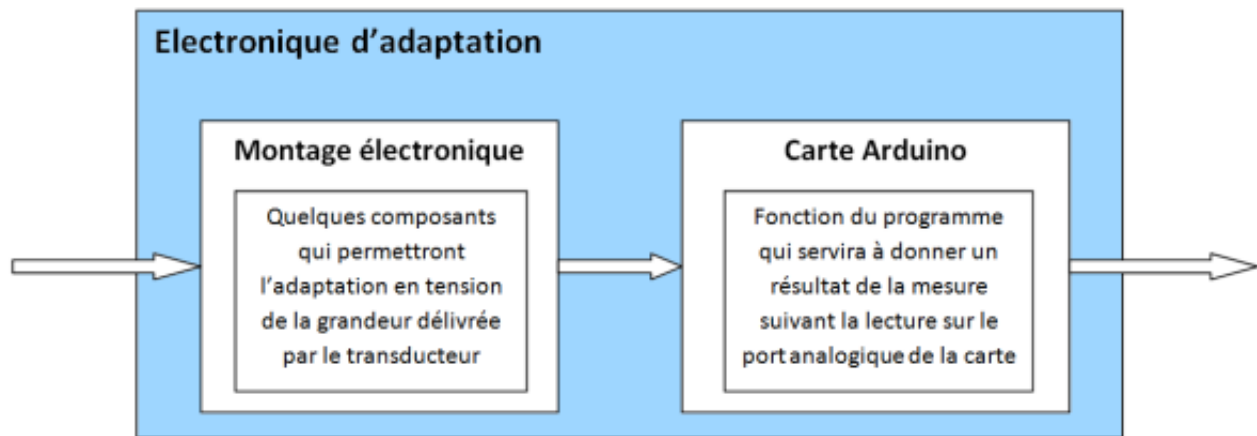 Electronique d'adaptation
Montage électronique
Quelques composants
qui permettront
l'adaptation en tension
de la grandeur délivrée
par le transducteur
Carte Arduino
Fonction du programme
qui servira à donner un
résultat de la mesure
suivant la lecture sur le
port analogique de la carte